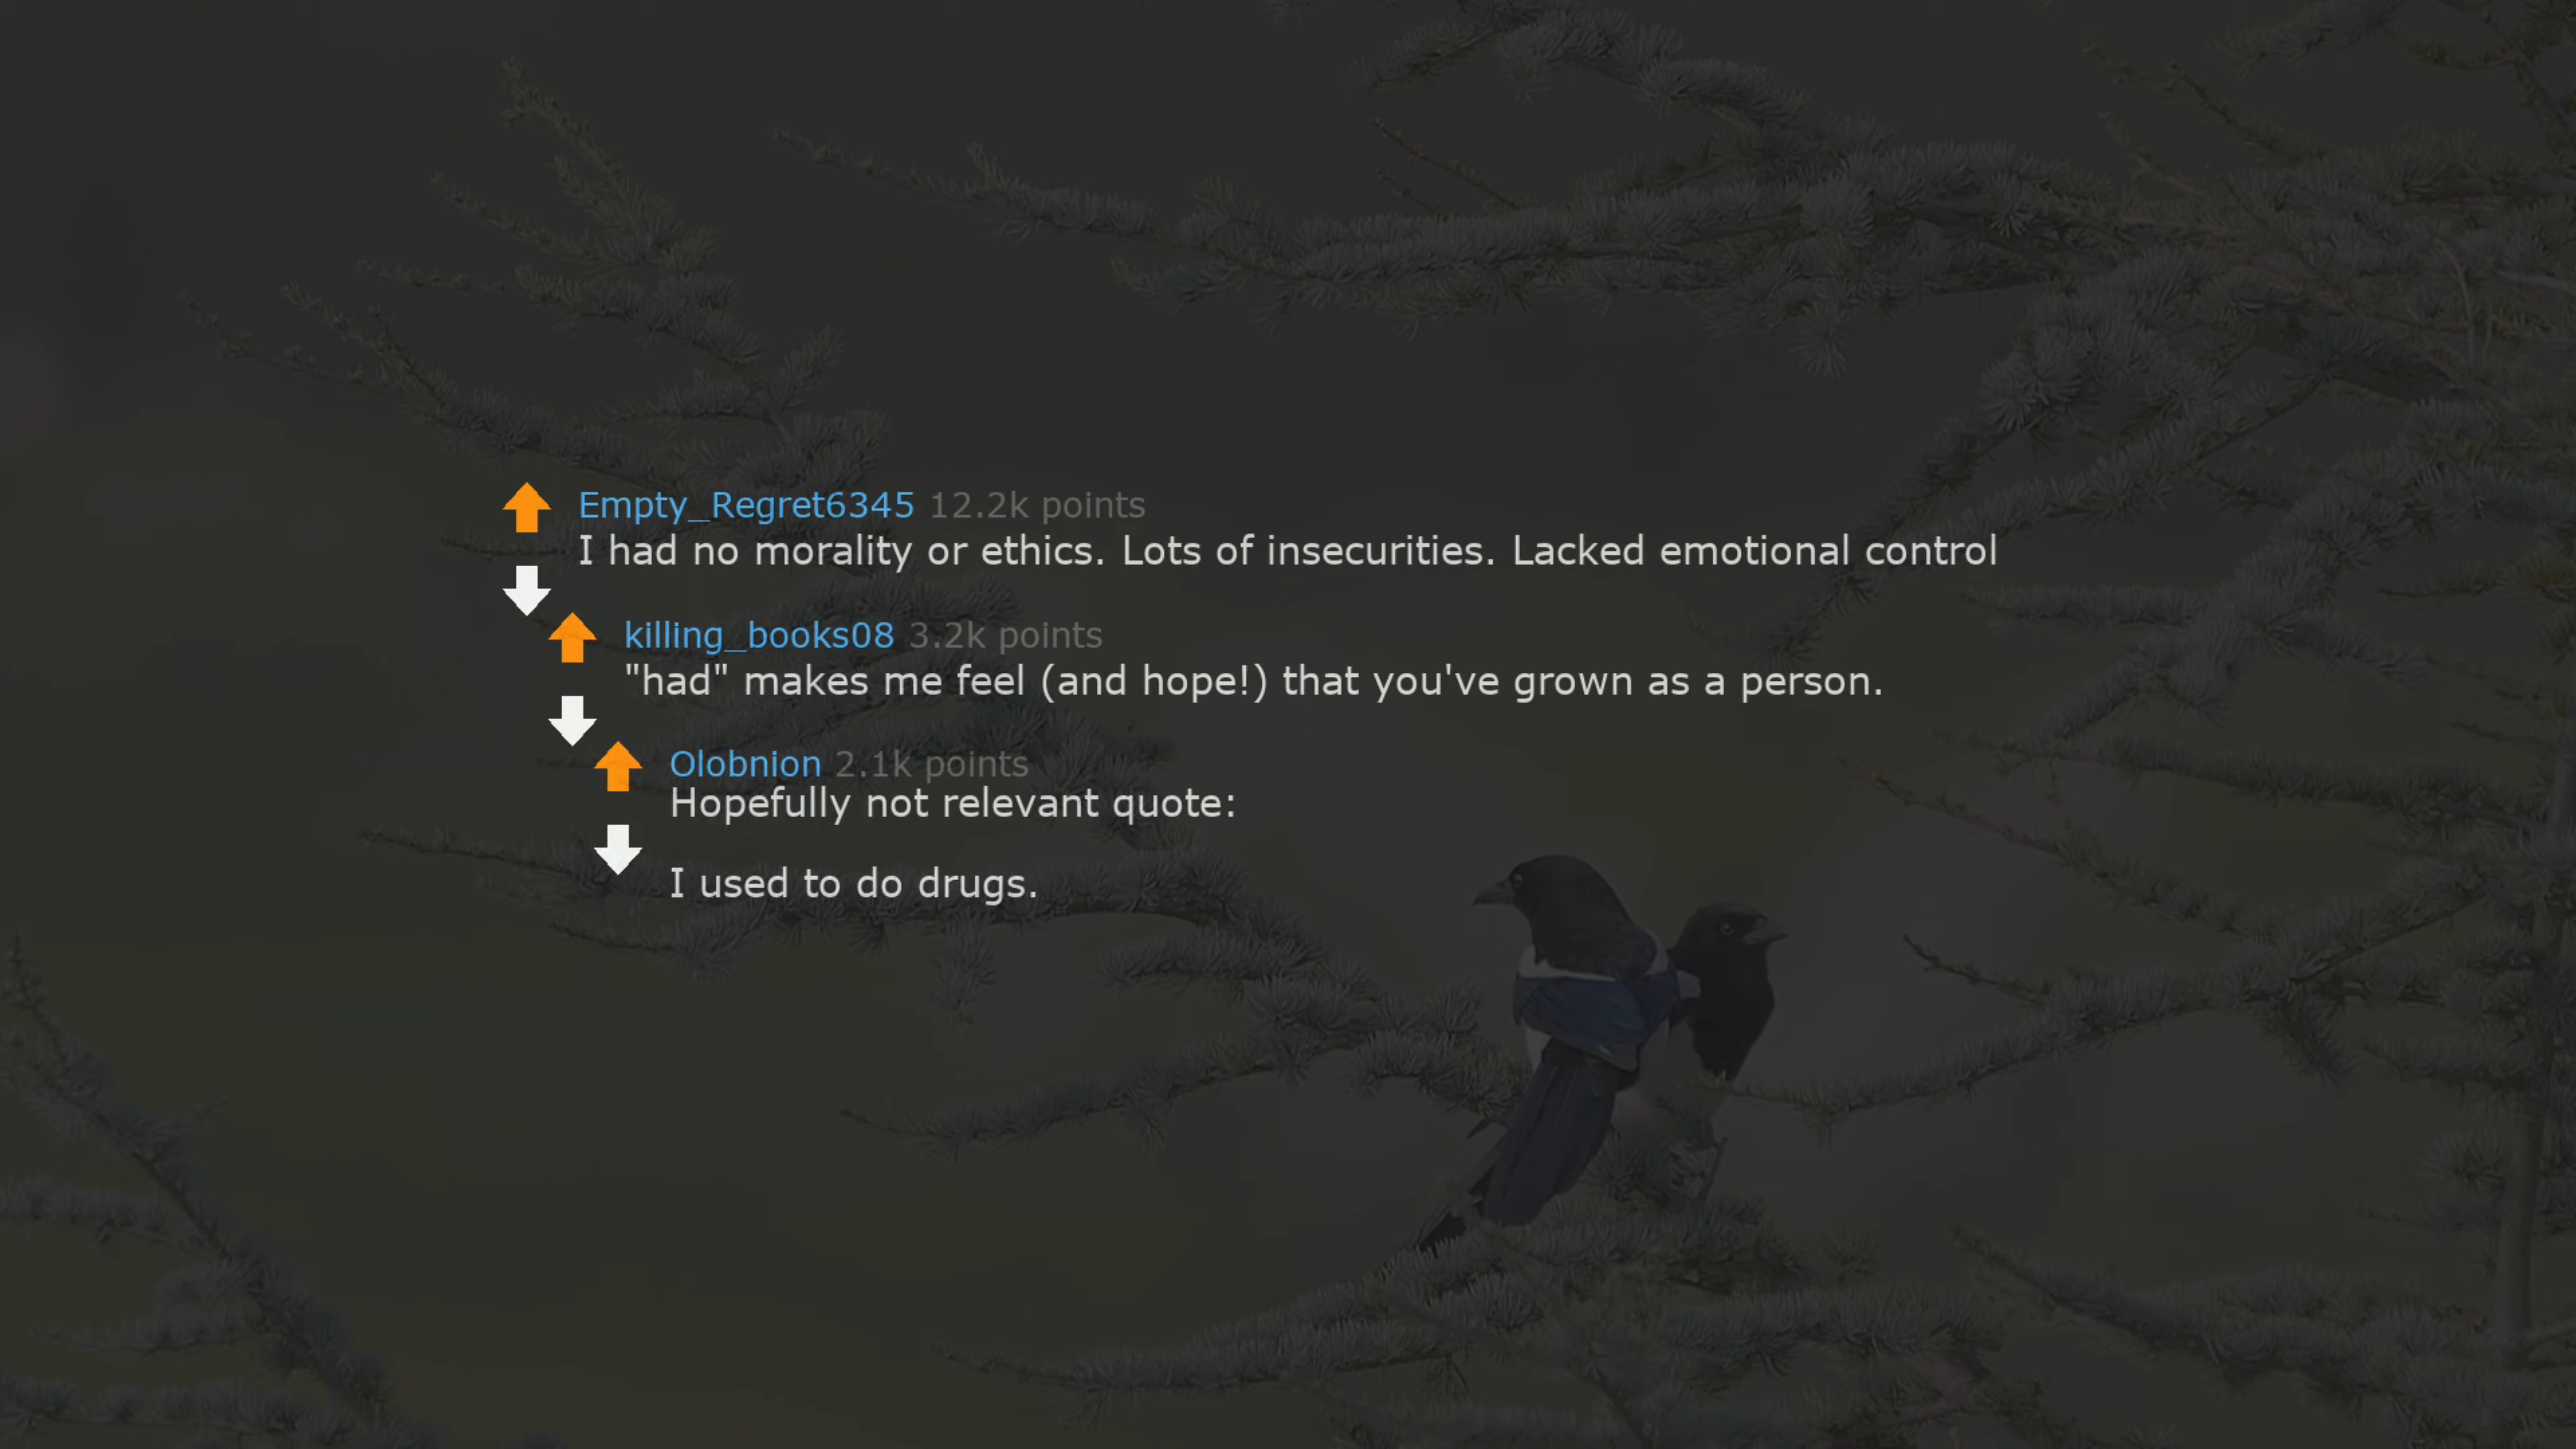 Empty_Regret6345 12.2k points
I had no morality or ethics. Lots of insecurities. Lacked emotional control
killing_books08 3.2k points
"had" makes me feel (and hope!) that you've grown as a person.
Olobnion 2.1k points
Hopefully not relevant quote:
I used to do drugs.